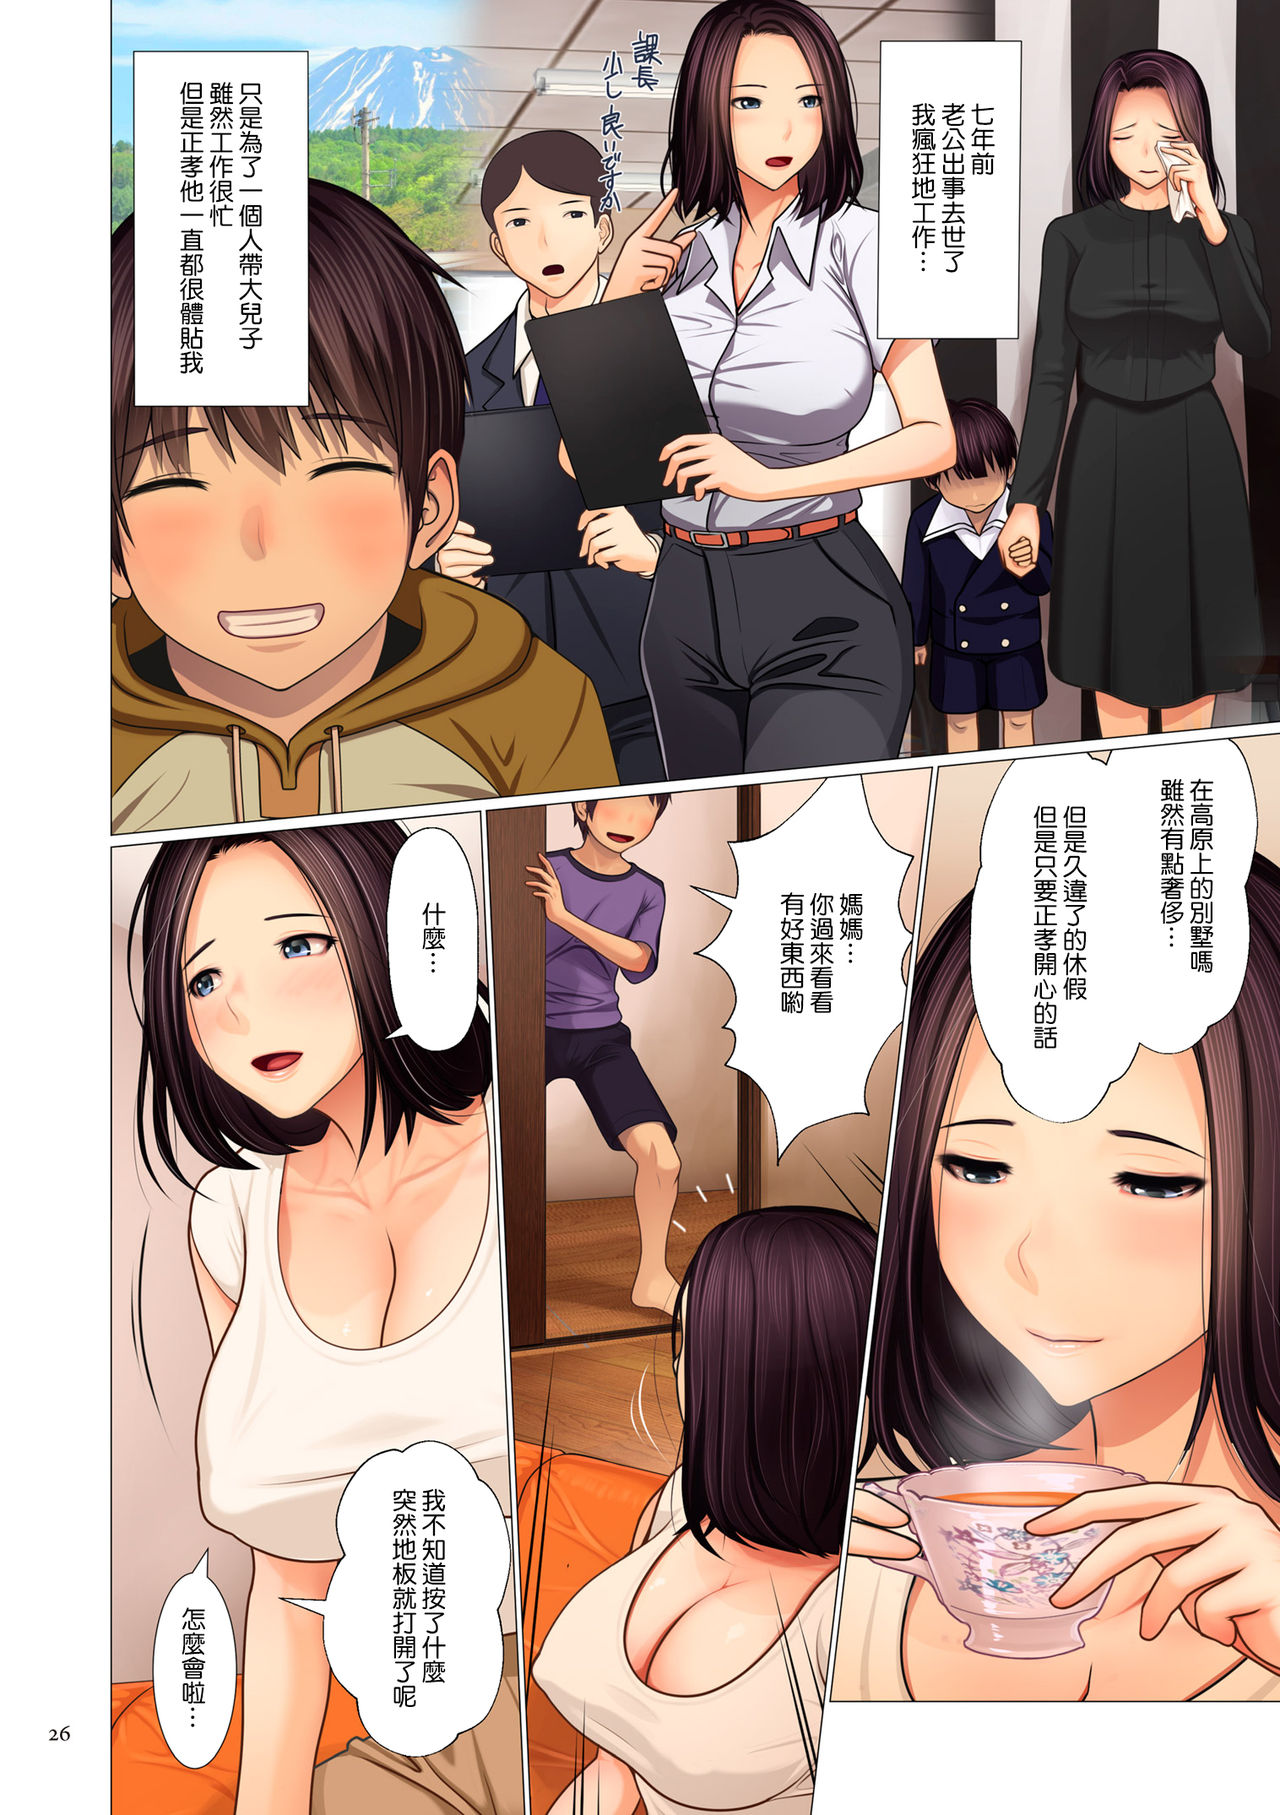 七年前
老公出事去世了
我瘋狂地工作…
課長
少し良いですか
只是為了一個人帶大兒子
雖然工作很忙
但是正孝他一直都很體貼我
在高原上的別墅嗎
雖然有點奢侈…
但是久違了的休假
但是只要正孝開心的話
媽媽…
你過來看看
有好東西喲
什麼…
我不知道按了什麼
突然地板就打開了呢
怎麼會啦…
26